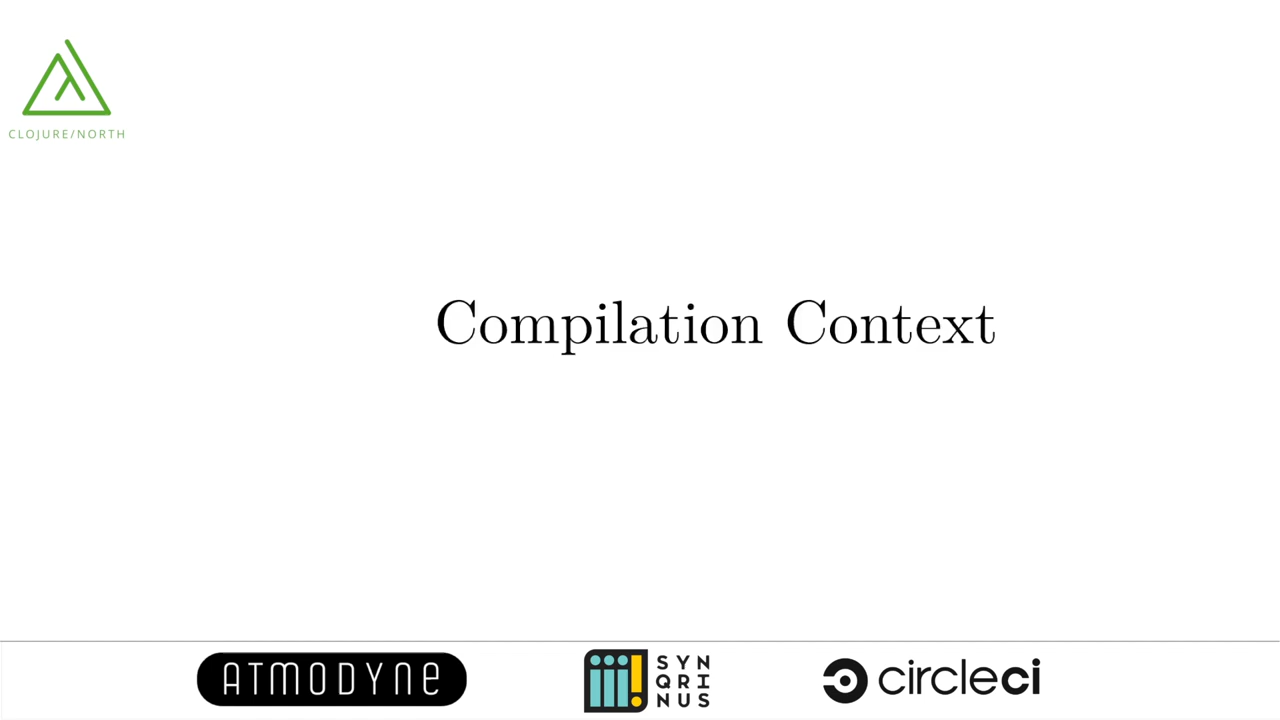 CLOJURE/NORTH
Compilation Context
ATMODYNE
SYN
QRI
NUS
circleci